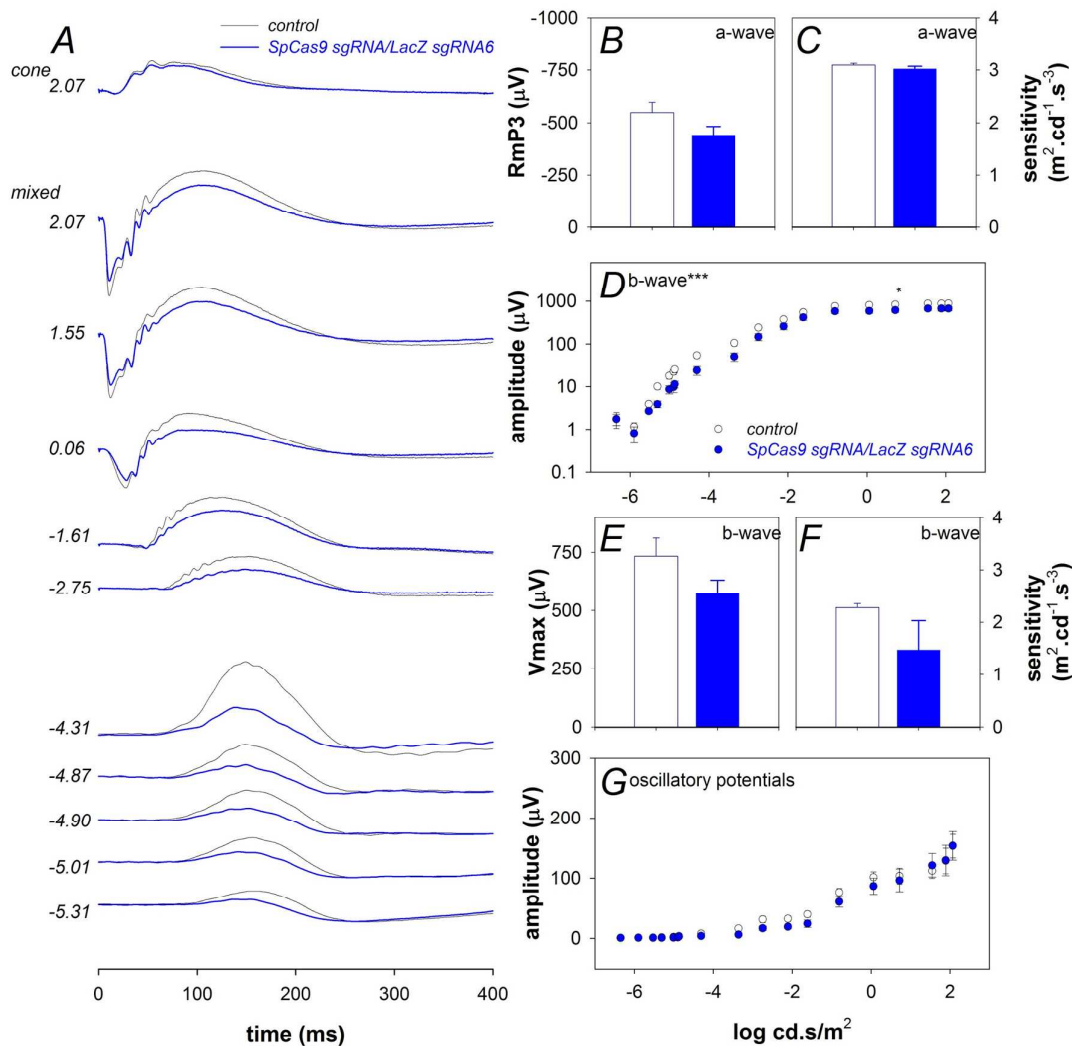 A
control
SpCas9 sgRNA/LacZ sgRNA6
cone
2.07
mixed
2.07
1.55
0.06
-1.61
-2.75
-4.31
-4.87
-4.90
-5.01
-5.31
0 100 200 300 400
time (ms)
B a-wave
-1000
-750
-500
-250
0
RmP3 (µV)
C a-wave
4
3
2
1
0
sensitivity
(m².cd⁻¹.s⁻³)
D b-wave***
*
1000
100
10
1
0.1
amplitude (µV)
control
SpCas9 sgRNA/LacZ sgRNA6
-6 -4 -2 0 2
E b-wave
750
500
250
0
Vmax (µV)
F b-wave
4
3
2
1
0
sensitivity
(m².cd⁻¹.s⁻³)
G oscillatory potentials
300
200
100
0
amplitude (µV)
-6 -4 -2 0 2
log cd.s/m²